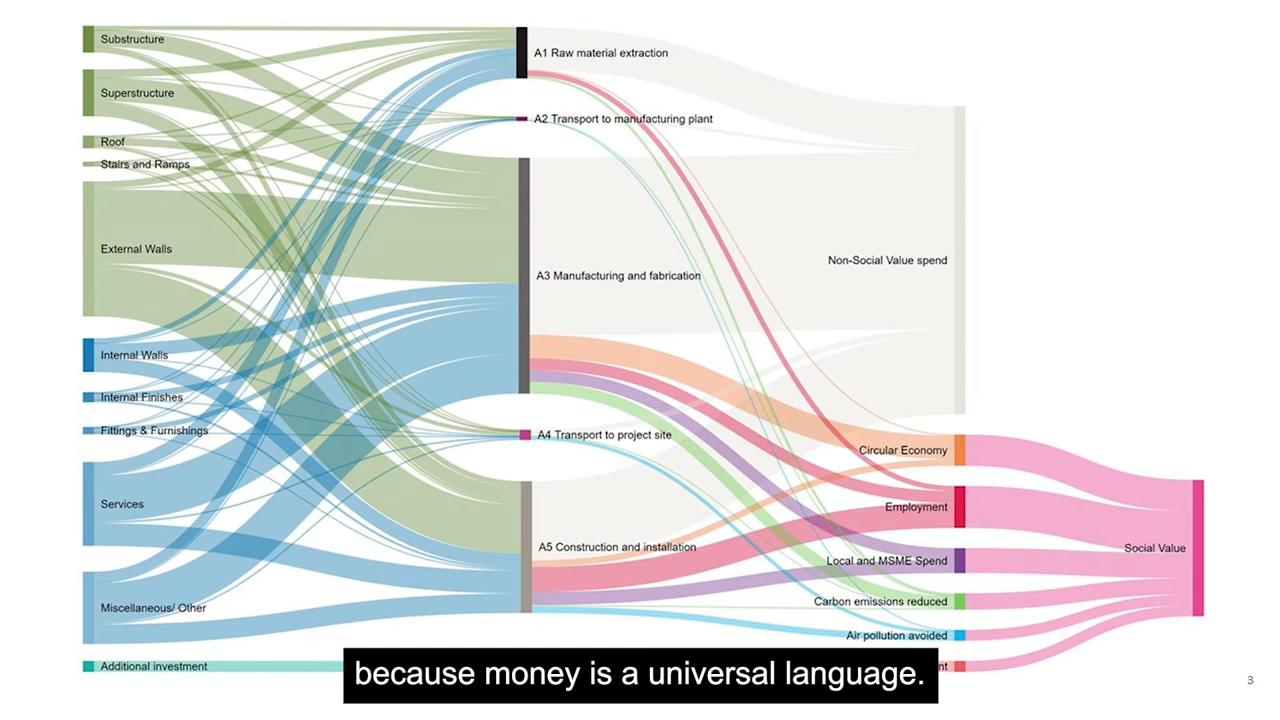 Substructure
Superstructure
Roof
Stairs and Ramps
External Walls
Internal Walls
Internal Finishes
Fittings & Furnishings
Services
Miscellaneous/ Other
Additional investment
A1 Raw material extraction
A2 Transport to manufacturing plant
A3 Manufacturing and fabrication
A4 Transport to project site
A5 Construction and installation
Non-Social Value spend
Circular Economy
Employment
Local and MSME Spend
Carbon emissions reduced
Air pollution avoided
nt
Social Value
because money is a universal language.
3